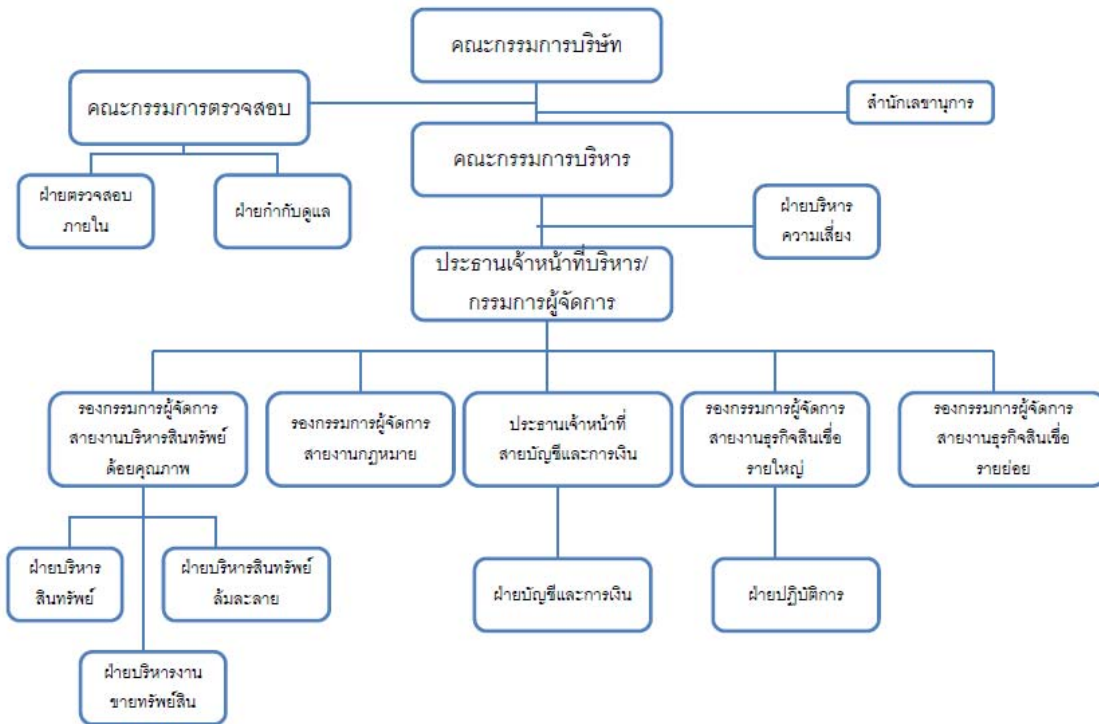 คณะกรรมการบริษัท
คณะกรรมการตรวจสอบ
สำนักเลขานุการ
คณะกรรมการบริหาร
ฝ่ายตรวจสอบ
ภายใน
ฝ่ายกำกับดูแล
ฝ่ายบริหาร
ความเสี่ยง
ประธานเจ้าหน้าที่บริหาร/
กรรมการผู้จัดการ
รองกรรมการผู้จัดการ
สายงานบริหารสินทรัพย์
ด้อยคุณภาพ
รองกรรมการผู้จัดการ
สายงานกฎหมาย
ประธานเจ้าหน้าที่
สายบัญชีและการเงิน
รองกรรมการผู้จัดการ
สายงานธุรกิจสินเชื่อ
รายใหญ่
รองกรรมการผู้จัดการ
สายงานธุรกิจสินเชื่อ
รายย่อย
ฝ่ายบริหาร
สินทรัพย์
ฝ่ายบริหารสินทรัพย์
ล้มละลาย
ฝ่ายบัญชีและการเงิน
ฝ่ายปฏิบัติการ
ฝ่ายบริหารงาน
ขายทรัพย์สิน